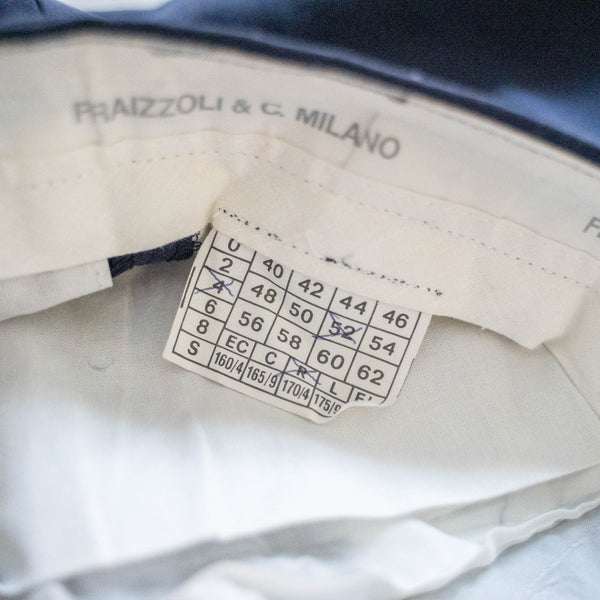 FRAIZZOLI & C. MILANO
0 40 42 44 46
2 48 50 52 54
4 56 58 60 62
6 EC C R L
8 160/4 165/9 170/4 175/9
S